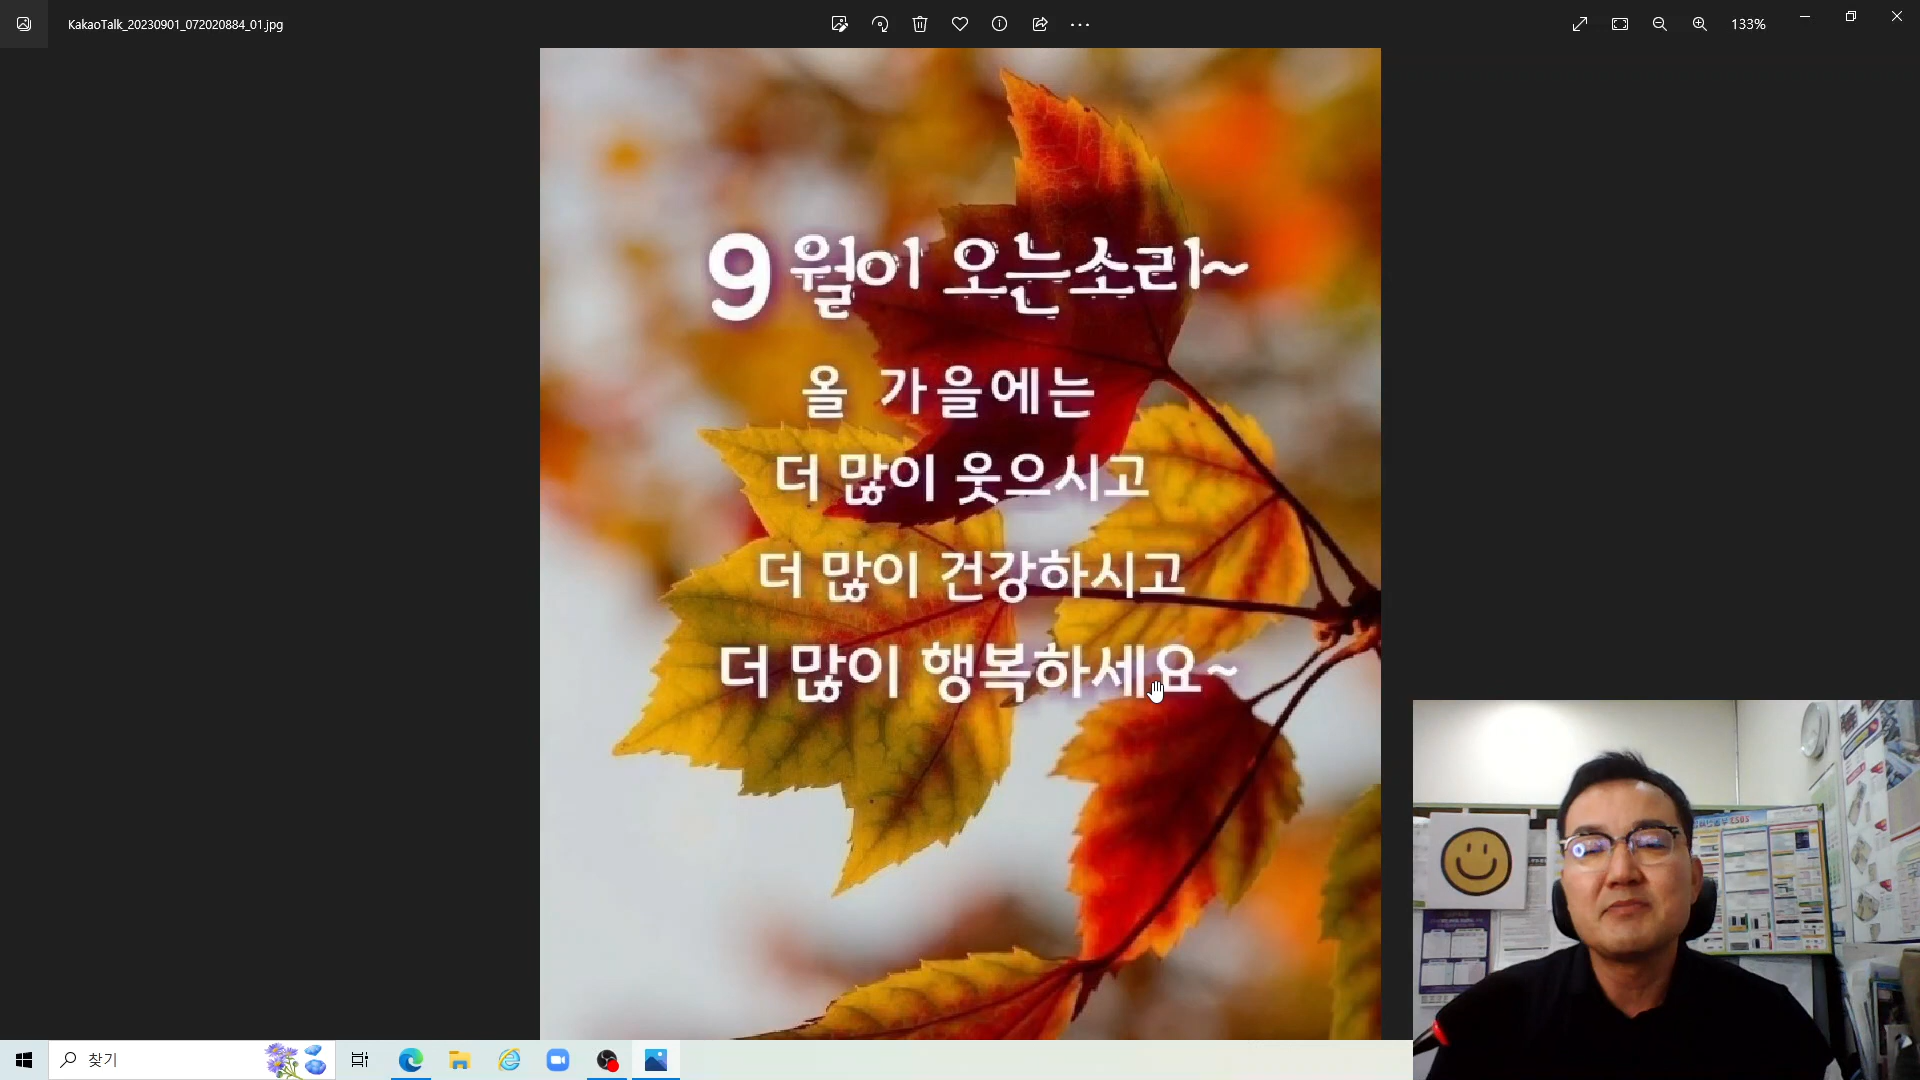 KakaoTalk_20230901_072020884_01.jpg
133%
9월이 오는소리~
올 가을에는
더 많이 웃으시고
더 많이 건강하시고
더 많이 행복하세요~
찾기